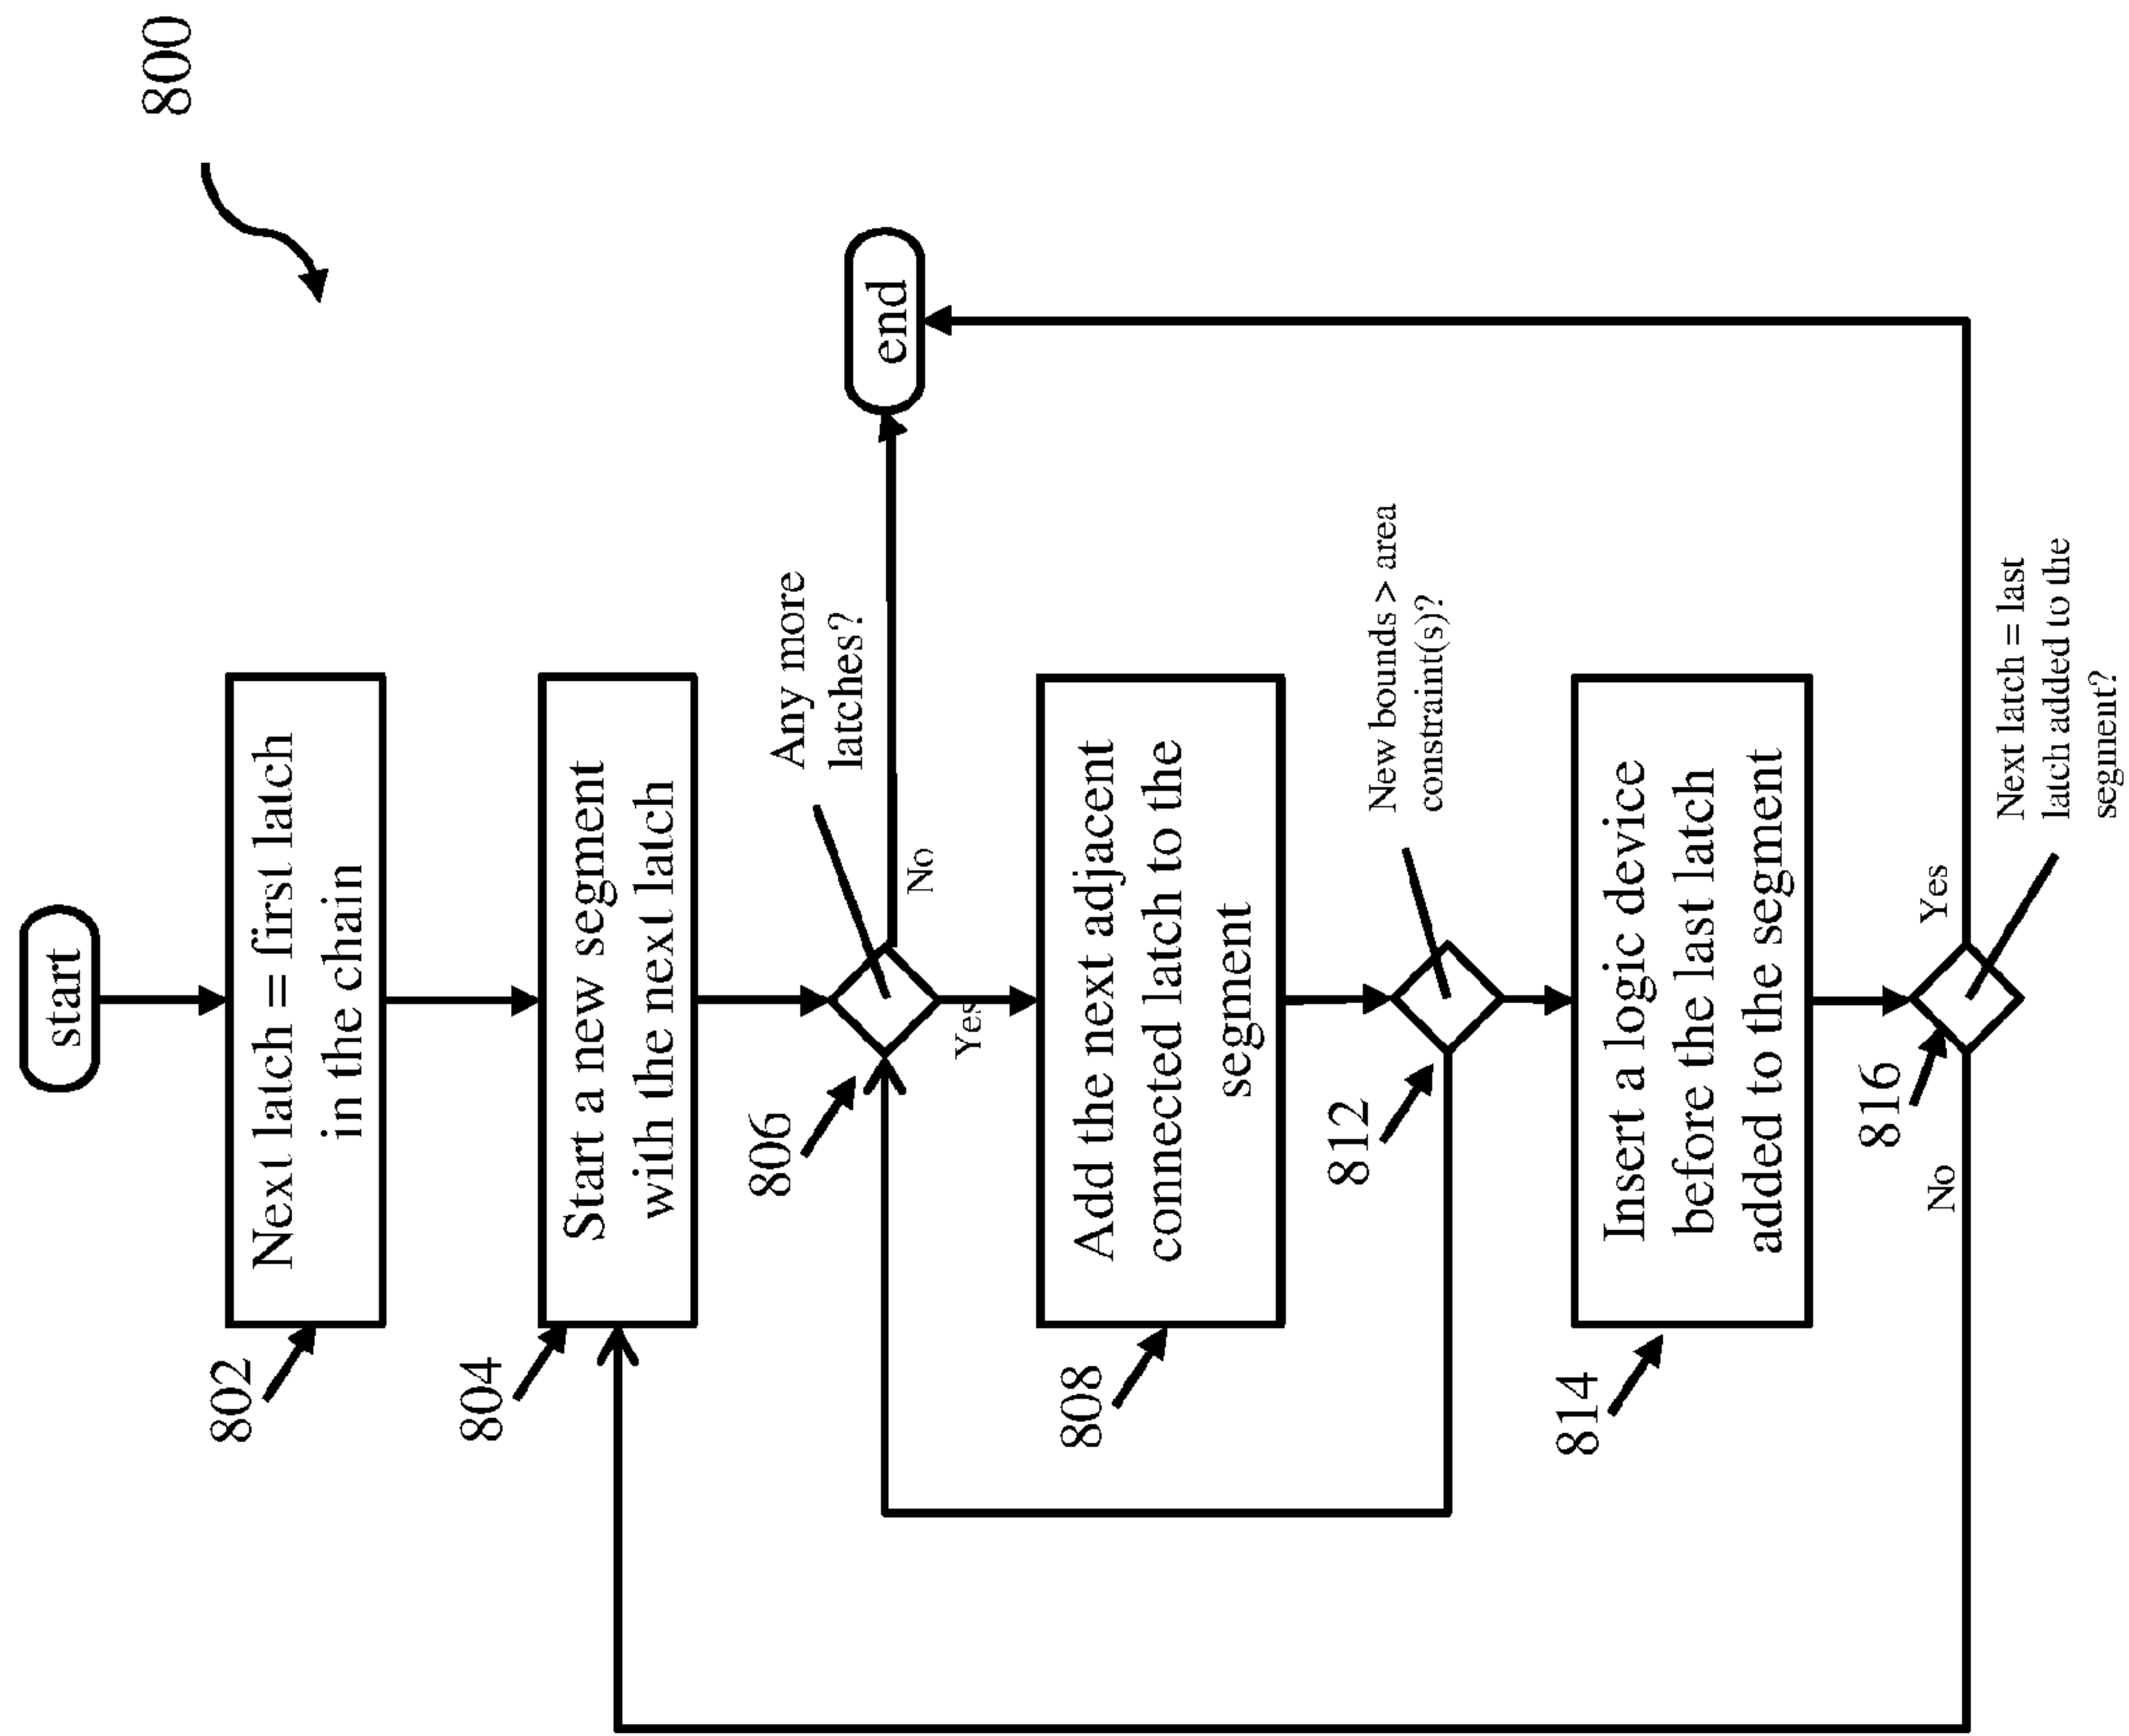 800
start
802
Next latch = first latch
in the chain
804
Start a new segment
with the next latch
806
Any more
latches?
No
end
Yes
808
Add the next adjacent
connected latch to the
segment
812
New bounds > area
constraint(s)?
814
Insert a logic device
before the last latch
added to the segment
816
No
Yes
Next latch = last
latch added to the
segment?